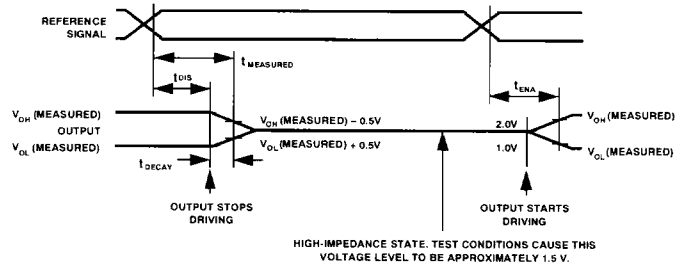 REFERENCE
SIGNAL
tMEASURED
tDIS
tENA
VOH (MEASURED)
VOH (MEASURED) – 0.5V
2.0V
VOH (MEASURED)
OUTPUT
VOL (MEASURED)
VOL (MEASURED) + 0.5V
1.0V
VOL (MEASURED)
tDECAY
OUTPUT STOPS
DRIVING
OUTPUT STARTS
DRIVING
HIGH-IMPEDANCE STATE. TEST CONDITIONS CAUSE THIS
VOLTAGE LEVEL TO BE APPROXIMATELY 1.5 V.